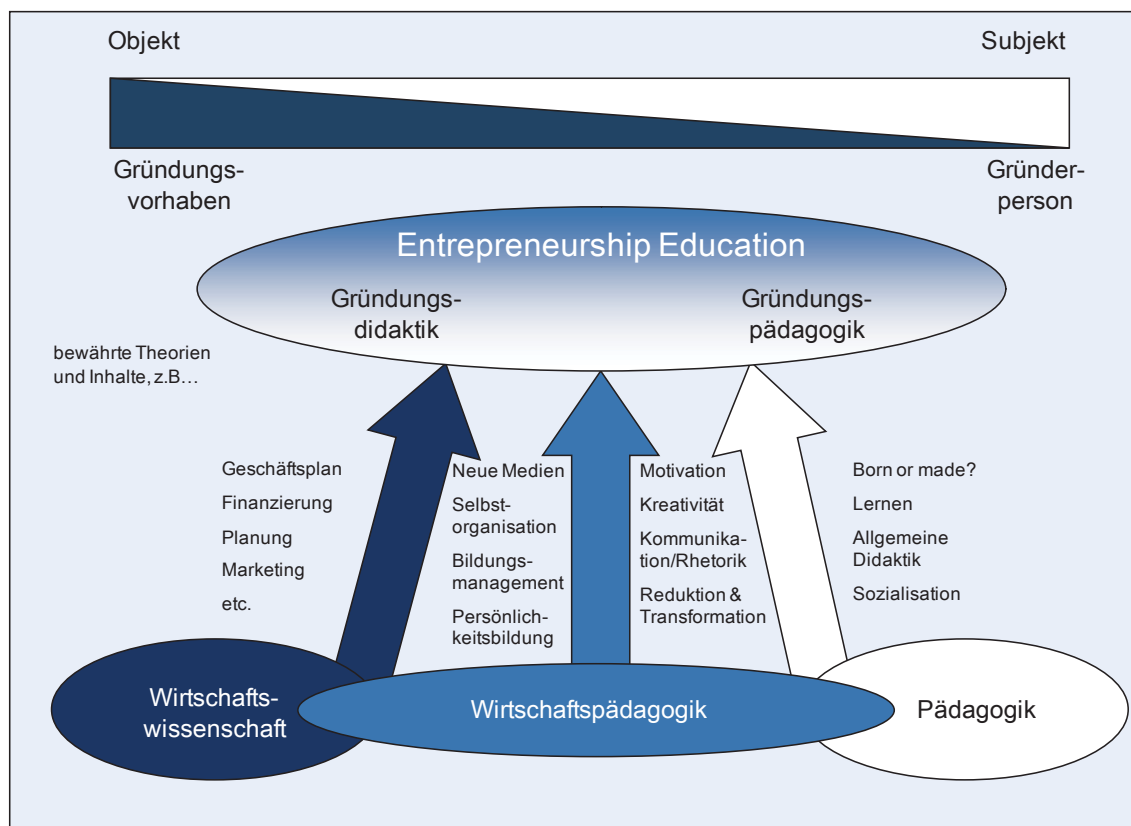 Objekt
Subjekt
Gründungs-
vorhaben
Gründer-
person
Entrepreneurship Education
Gründungs-
didaktik
Gründungs-
pädagogik
bewährte Theorien
und Inhalte, z.B…
Geschäftsplan
Finanzierung
Planung
Marketing
etc.
Neue Medien
Selbst-
organisation
Bildungs-
management
Persönlich-
keitsbildung
Motivation
Kreativität
Kommunika-
tion/Rhetorik
Reduktion &
Transformation
Born or made?
Lernen
Allgemeine
Didaktik
Sozialisation
Wirtschafts-
wissenschaft
Wirtschaftspädagogik
Pädagogik